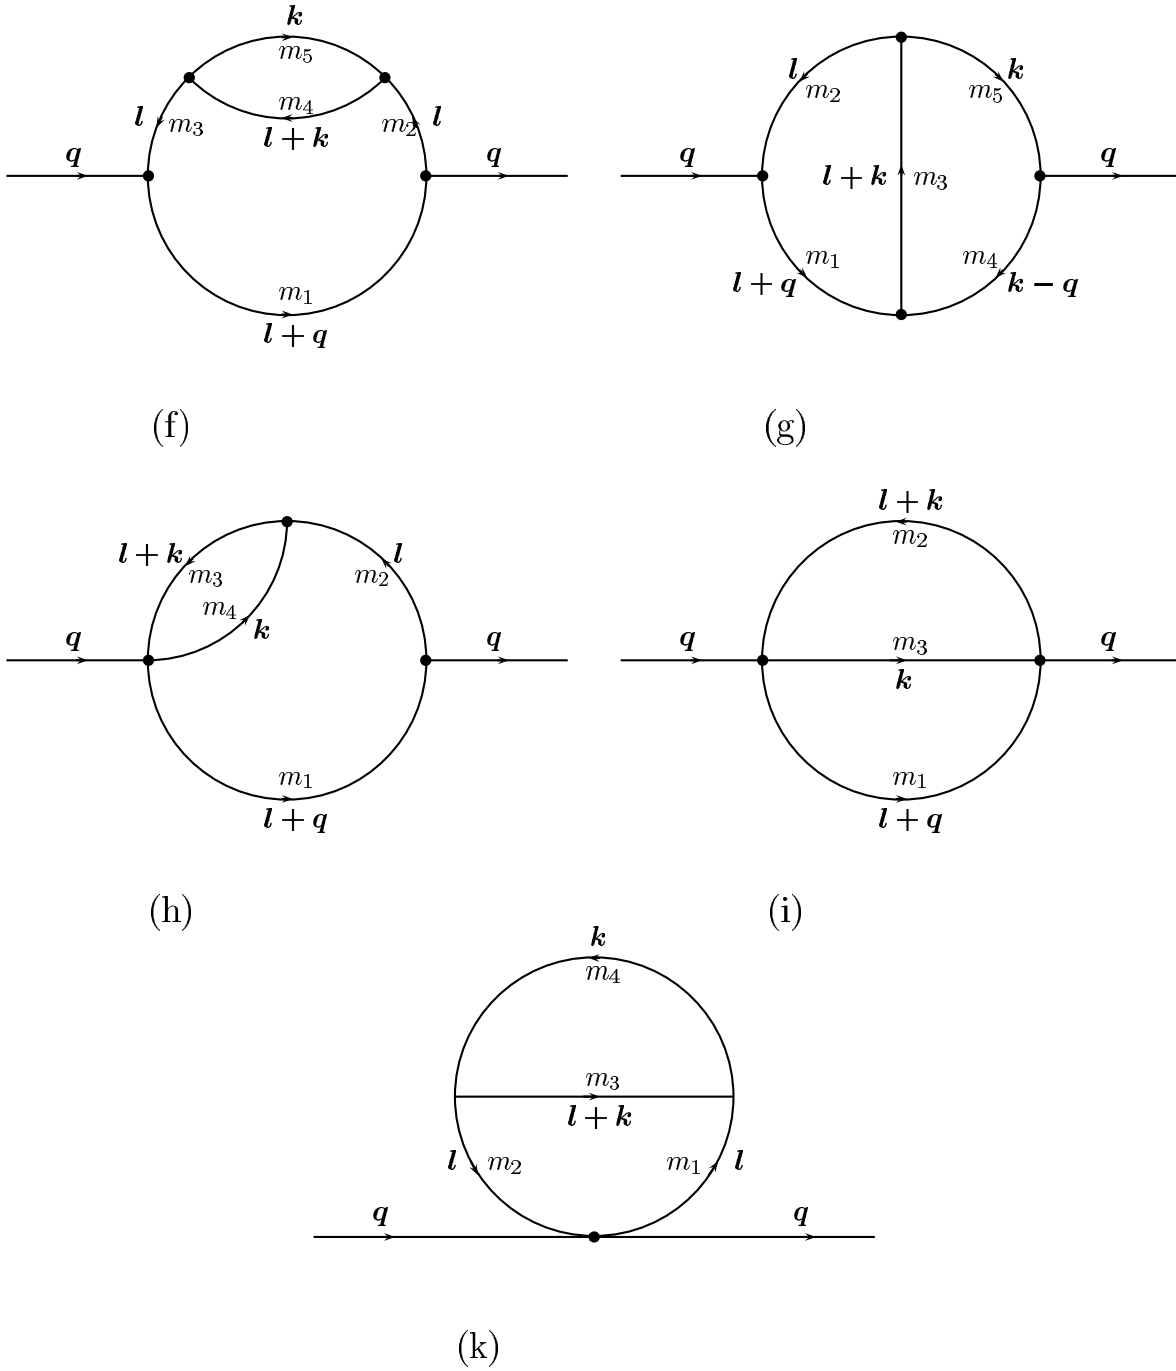 k
m5
l m3 m4 m2 l
l + k
q q
m1
l + q
(f)
l k
m2 m5
q l + k m3 q
m1 m4
l + q k − q
(g)
l + k l
m3 m2
m4
q k q
m1
l + q
(h)
l + k
m2
q m3 q
k
m1
l + q
(i)
k
m4
m3
l + k
l m2 m1 l
q q
(k)